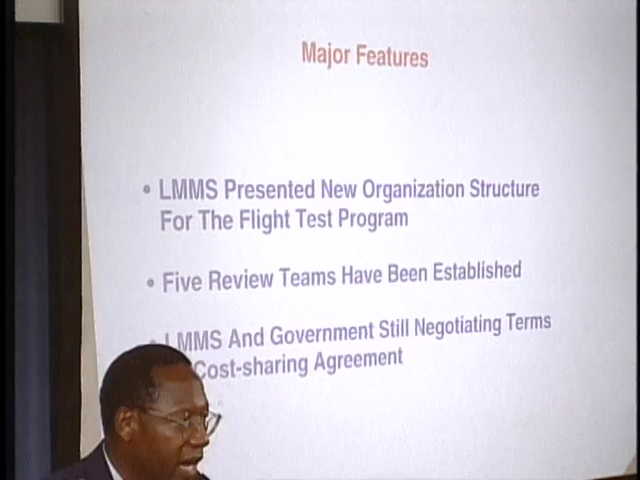 Major Features
• LMMS Presented New Organization Structure
For The Flight Test Program
• Five Review Teams Have Been Established
• LMMS And Government Still Negotiating Terms
Cost-sharing Agreement